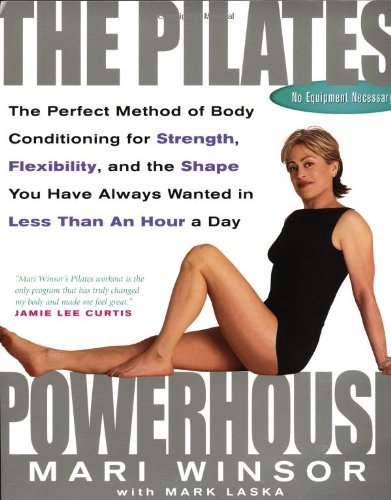 Copyrighted Material
THE PILATES
No Equipment Necessary
The Perfect Method of Body
Conditioning for Strength,
Flexibility, and the Shape
You Have Always Wanted in
Less Than An Hour a Day
"Mari Winsor's Pilates workout is the
only program that has truly changed
my body and made me feel great."
JAMIE LEE CURTIS
POWERHOUSE
MARI WINSOR
with MARK LASKA